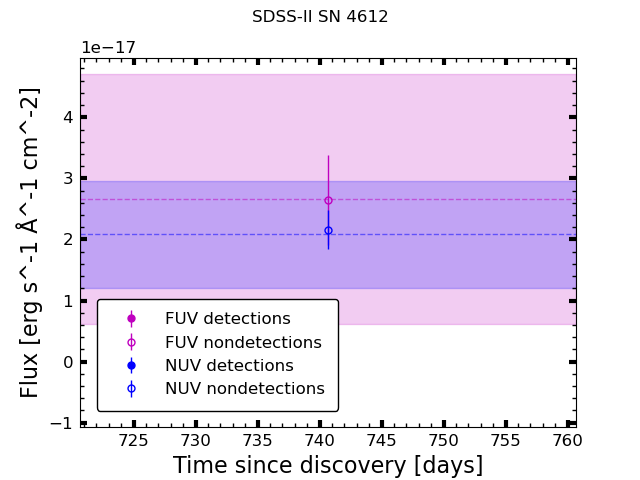 SDSS-II SN 4612
1e−17
4
3
2
1
0
−1
Flux [erg s^-1 Å^-1 cm^-2]
FUV detections
FUV nondetections
NUV detections
NUV nondetections
725 730 735 740 745 750 755 760
Time since discovery [days]